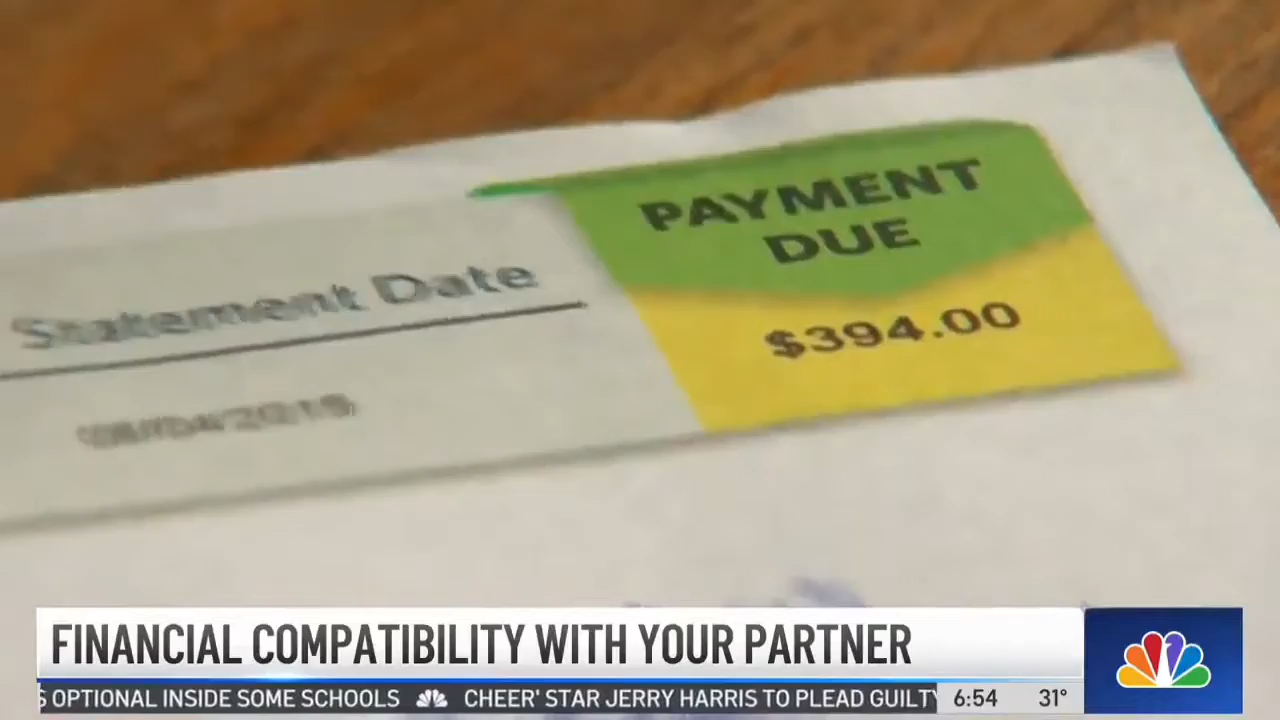 PAYMENT
DUE
Statement Date
$394.00
FINANCIAL COMPATIBILITY WITH YOUR PARTNER
S OPTIONAL INSIDE SOME SCHOOLS CHEER' STAR JERRY HARRIS TO PLEAD GUILTY 6:54 31°